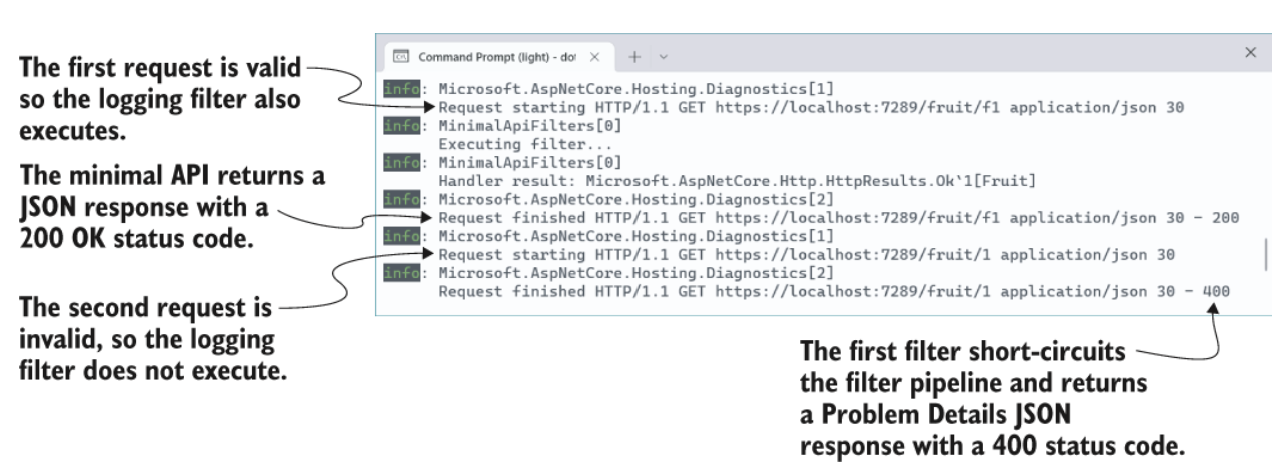 The first request is valid
so the logging filter also
executes.
The minimal API returns a
JSON response with a
200 OK status code.
The second request is
invalid, so the logging
filter does not execute.
Command Prompt (light) - dot
info: Microsoft.AspNetCore.Hosting.Diagnostics[1]
Request starting HTTP/1.1 GET https://localhost:7289/fruit/f1 application/json 30
info: MinimalApiFilters[0]
Executing filter...
info: MinimalApiFilters[0]
Handler result: Microsoft.AspNetCore.Http.HttpResults.Ok`1[Fruit]
info: Microsoft.AspNetCore.Hosting.Diagnostics[2]
Request finished HTTP/1.1 GET https://localhost:7289/fruit/f1 application/json 30 - 200
info: Microsoft.AspNetCore.Hosting.Diagnostics[1]
Request starting HTTP/1.1 GET https://localhost:7289/fruit/1 application/json 30
info: Microsoft.AspNetCore.Hosting.Diagnostics[2]
Request finished HTTP/1.1 GET https://localhost:7289/fruit/1 application/json 30 - 400
The first filter short-circuits
the filter pipeline and returns
a Problem Details JSON
response with a 400 status code.